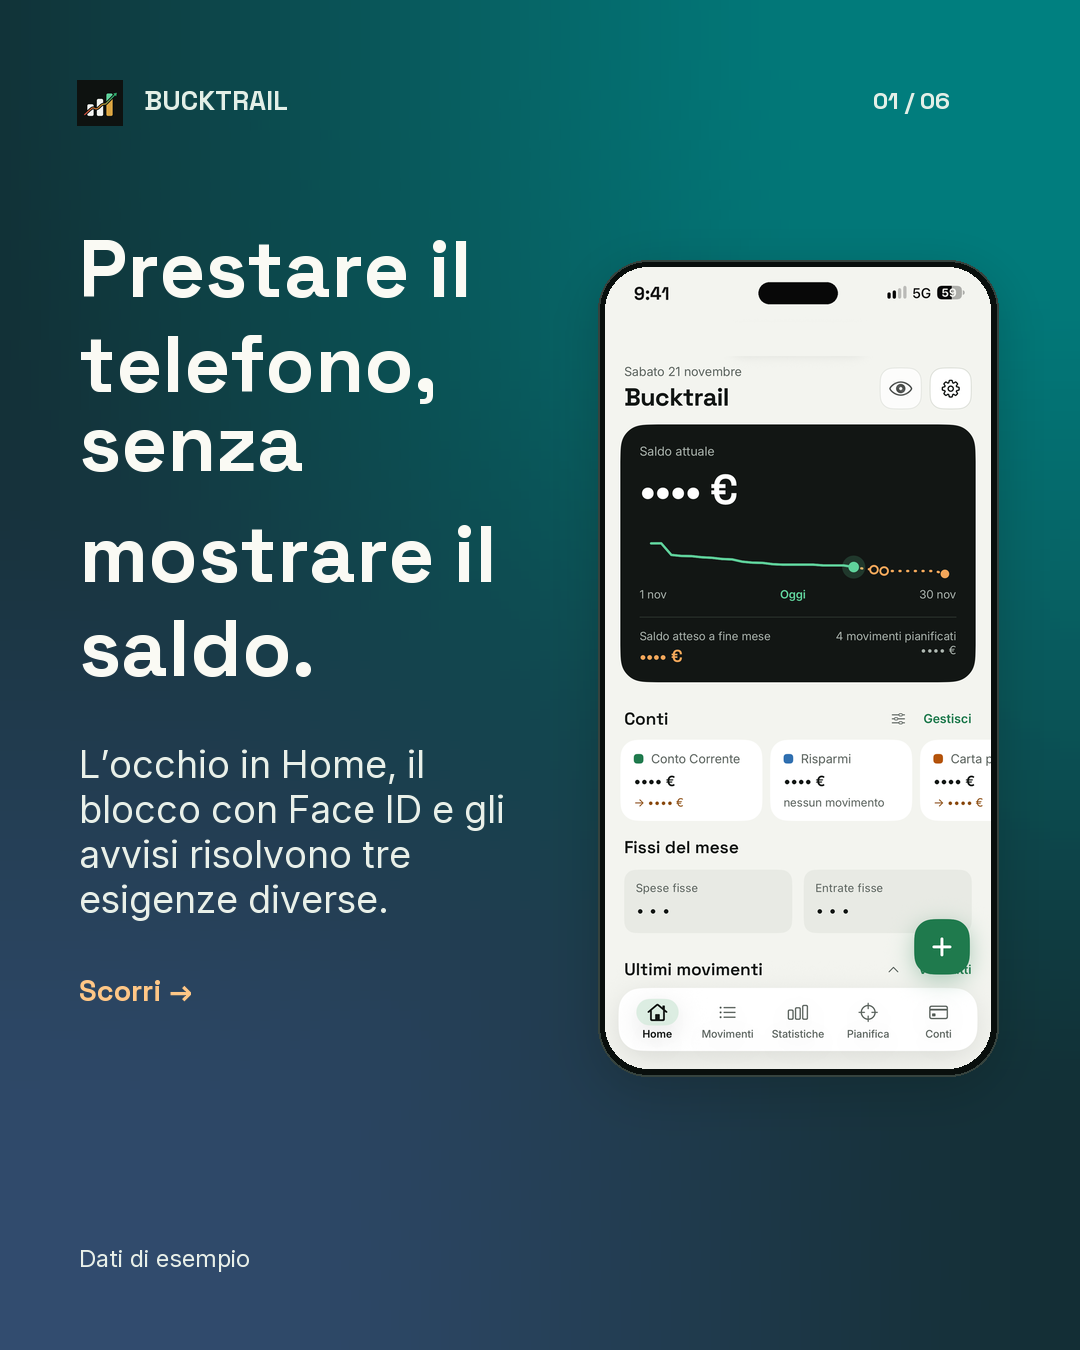 BUCKTRAIL
01 / 06
Prestare il
telefono,
senza
mostrare il
saldo.
L’occhio in Home, il
blocco con Face ID e gli
avvisi risolvono tre
esigenze diverse.
Scorri →
Dati di esempio
9:41
5G 59
Sabato 21 novembre
Bucktrail
Saldo attuale
•••• €
1 nov Oggi 30 nov
Saldo atteso a fine mese 4 movimenti pianificati
•••• € •••• €
Conti Gestisci
Conto Corrente Risparmi Carta p
•••• € •••• € •••• €
→ •••• € nessun movimento → •••• €
Fissi del mese
Spese fisse Entrate fisse
• • • • • •
Ultimi movimenti
Home Movimenti Statistiche Pianifica Conti